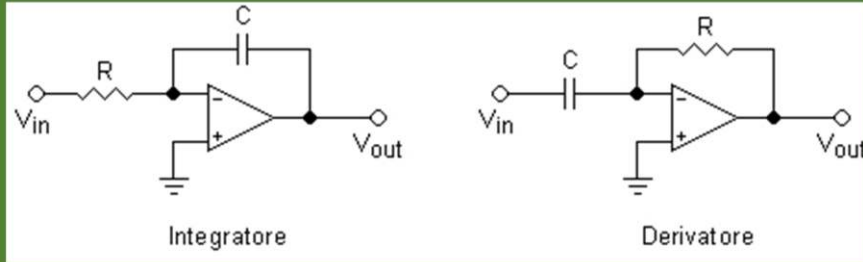 C
R
Vin
Vout
Integratore
R
C
Vin
Vout
Derivatore